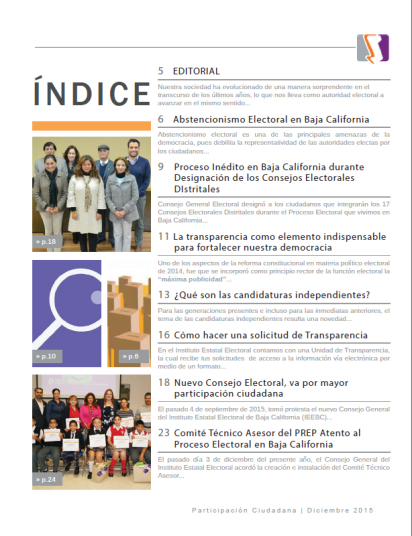 ÍNDICE
5 EDITORIAL
Nuestra sociedad ha evolucionado de una manera sorprendente en el
transcurso de los últimos años, lo que nos lleva como autoridad electoral a
avanzar en el mismo sentido...
6 Abstencionismo Electoral en Baja California
Abstencionismo electoral es una de las principales amenazas de la
democracia, pues debilita la representatividad de las autoridades electas por
los ciudadanos...
9 Proceso Inédito en Baja California durante
Designación de los Consejos Electorales
DIstritales
Consejo General Electoral designó a los ciudadanos que integrarán los 17
Consejos Electorales Distritales durante el Proceso Electoral que vivimos en
Baja California...
11 La transparencia como elemento indispensable
para fortalecer nuestra democracia
Uno de los aspectos de la reforma constitucional en materia político electoral
de 2014, fue que se incorporó como principio rector de la función electoral la
“máxima publicidad”...
13 ¿Qué son las candidaturas independientes?
Para las generaciones presentes e incluso para las inmediatas anteriores, el
tema de las candidaturas independientes resulta una novedad...
16 Cómo hacer una solicitud de Transparencia
En el Instituto Estatal Electoral contamos con una Unidad de Transparencia,
la cual recibe tus solicitudes de acceso a la información vía electrónica por
medio de un formato...
18 Nuevo Consejo Electoral, va por mayor
participación ciudadana
El pasado 4 de septiembre de 2015, tomó protesta el nuevo Consejo General
del Instituto Estatal Electoral de Baja California (IEEBC)...
23 Comité Técnico Asesor del PREP Atento al
Proceso Electoral en Baja California
El pasado día 3 de diciembre del presente año, el Consejo General del
Instituto Estatal Electoral acordó la creación e instalación del Comité Técnico
Asesor...
» p.18
» p.10
» p.6
» p.24
Participación Ciudadana | Diciembre 2015